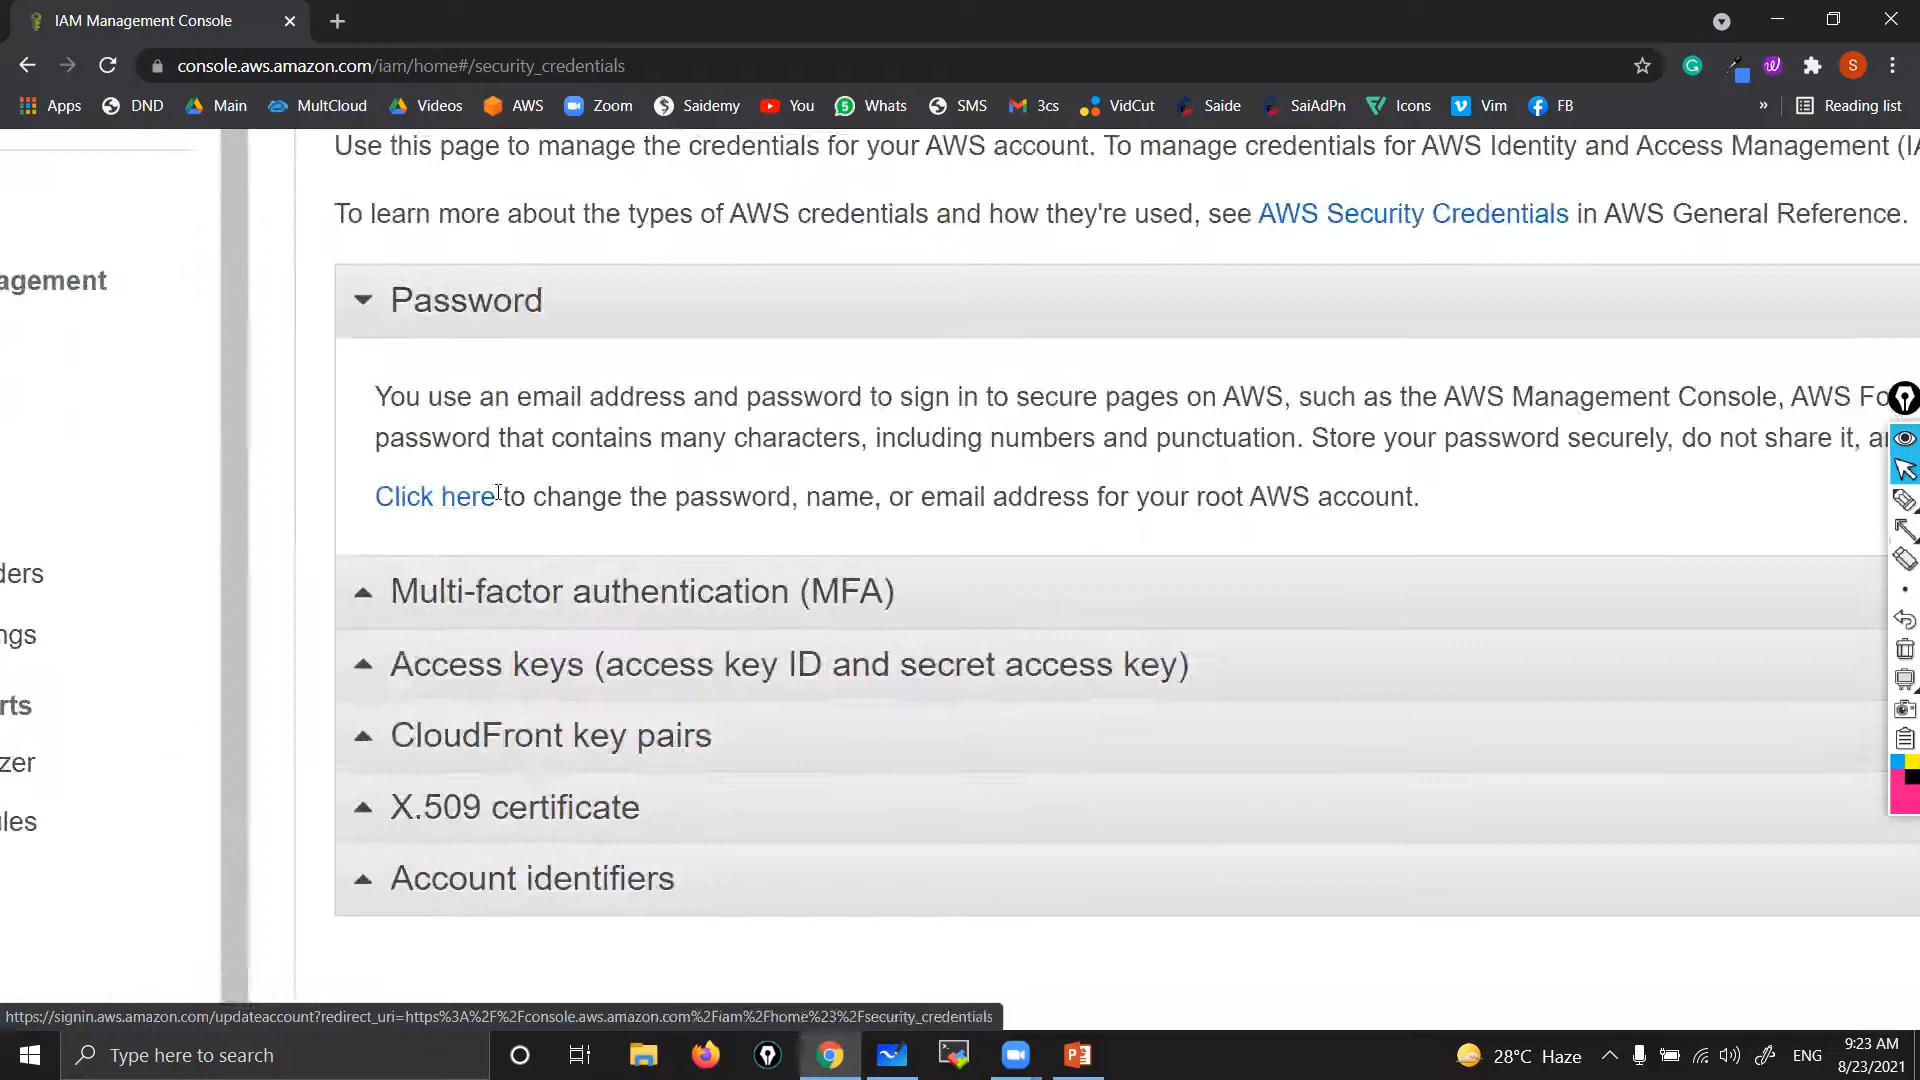 IAM Management Console
console.aws.amazon.com/iam/home#/security_credentials
Apps DND Main MultCloud Videos AWS Zoom Saidemy You Whats SMS 3cs VidCut Saide SaiAdPn Icons Vim FB » Reading list
Use this page to manage the credentials for your AWS account. To manage credentials for AWS Identity and Access Management (IA
To learn more about the types of AWS credentials and how they're used, see AWS Security Credentials in AWS General Reference.
agement
ders
ngs
rts
zer
ules
Password
You use an email address and password to sign in to secure pages on AWS, such as the AWS Management Console, AWS Fo
password that contains many characters, including numbers and punctuation. Store your password securely, do not share it, a
Click here to change the password, name, or email address for your root AWS account.
Multi-factor authentication (MFA)
Access keys (access key ID and secret access key)
CloudFront key pairs
X.509 certificate
Account identifiers
https://signin.aws.amazon.com/updateaccount?redirect_uri=https%3A%2F%2Fconsole.aws.amazon.com%2Fiam%2Fhome%23%2Fsecurity_credentials
Type here to search
28°C Haze
ENG
9:23 AM
8/23/2021